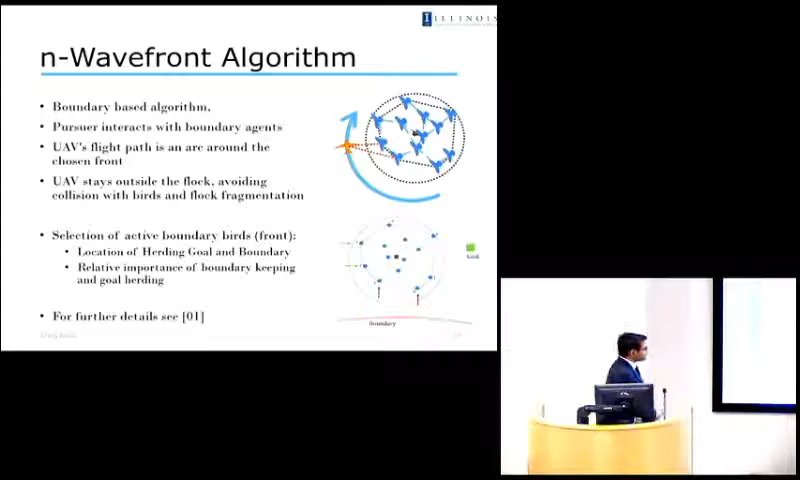 ILLINOIS
n-Wavefront Algorithm
• Boundary based algorithm,
• Pursuer interacts with boundary agents
• UAV's flight path is an arc around the
chosen front
• UAV stays outside the flock, avoiding
collision with birds and flock fragmentation
• Selection of active boundary birds (front):
• Location of Herding Goal and Boundary
• Relative importance of boundary keeping
and goal herding
• For further details see [01]
Goal
Boundary